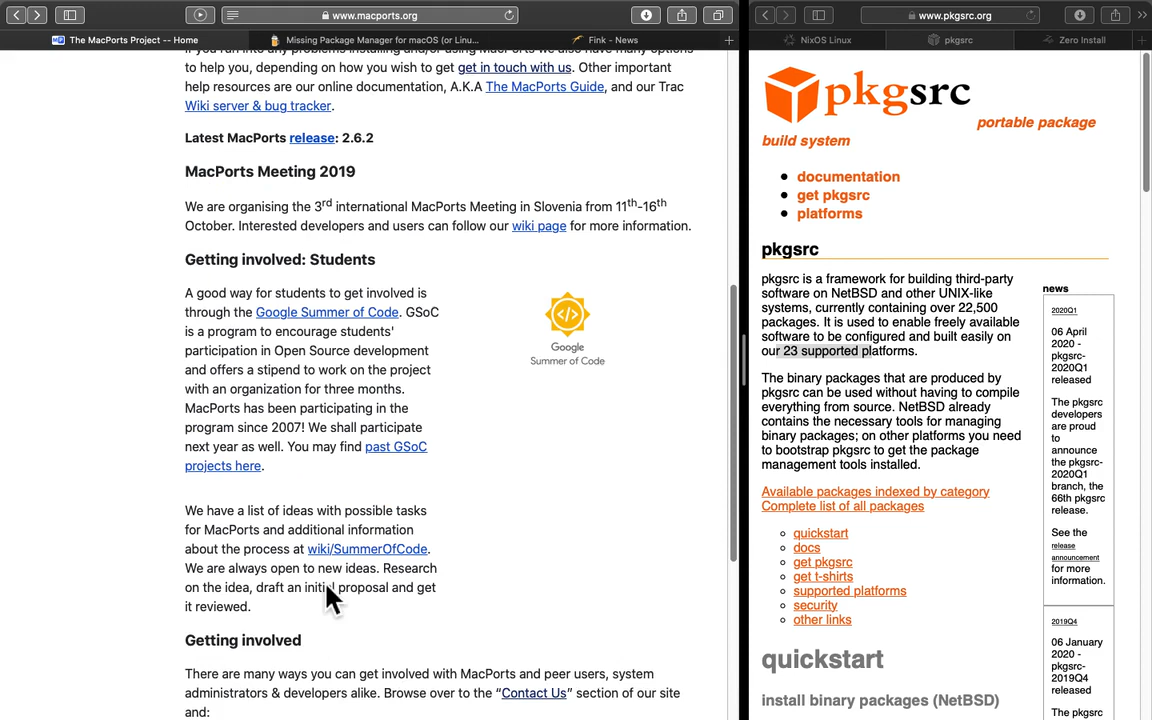 www.macports.org
The MacPorts Project -- Home
Missing Package Manager for macOS (or Linu...
Fink - News
to help you, depending on how you wish to get get in touch with us. Other important
help resources are our online documentation, A.K.A The MacPorts Guide, and our Trac
Wiki server & bug tracker.
Latest MacPorts release: 2.6.2
MacPorts Meeting 2019
We are organising the 3rd international MacPorts Meeting in Slovenia from 11th-16th
October. Interested developers and users can follow our wiki page for more information.
Getting involved: Students
A good way for students to get involved is
through the Google Summer of Code. GSoC
is a program to encourage students'
participation in Open Source development
and offers a stipend to work on the project
with an organization for three months.
MacPorts has been participating in the
program since 2007! We shall participate
next year as well. You may find past GSoC
projects here.
Google
Summer of Code
We have a list of ideas with possible tasks
for MacPorts and additional information
about the process at wiki/SummerOfCode.
We are always open to new ideas. Research
on the idea, draft an initial proposal and get
it reviewed.
Getting involved
There are many ways you can get involved with MacPorts and peer users, system
administrators & developers alike. Browse over to the “Contact Us” section of our site
and:
www.pkgsrc.org
NixOS Linux
pkgsrc
Zero Install
pkgsrc
portable package
build system
documentation
get pkgsrc
platforms
pkgsrc
pkgsrc is a framework for building third-party
software on NetBSD and other UNIX-like
systems, currently containing over 22,500
packages. It is used to enable freely available
software to be configured and built easily on
our 23 supported platforms.
The binary packages that are produced by
pkgsrc can be used without having to compile
everything from source. NetBSD already
contains the necessary tools for managing
binary packages; on other platforms you need
to bootstrap pkgsrc to get the package
management tools installed.
Available packages indexed by category
Complete list of all packages
quickstart
docs
get pkgsrc
get t-shirts
supported platforms
security
other links
quickstart
install binary packages (NetBSD)
news
2020Q1
06 April
2020 -
pkgsrc-
2020Q1
released
The pkgsrc
developers
are proud
to
announce
the pkgsrc-
2020Q1
branch, the
66th pkgsrc
release.
See the
release
announcement
for more
information.
2019Q4
06 January
2020 -
pkgsrc-
2019Q4
released
The pkgsrc